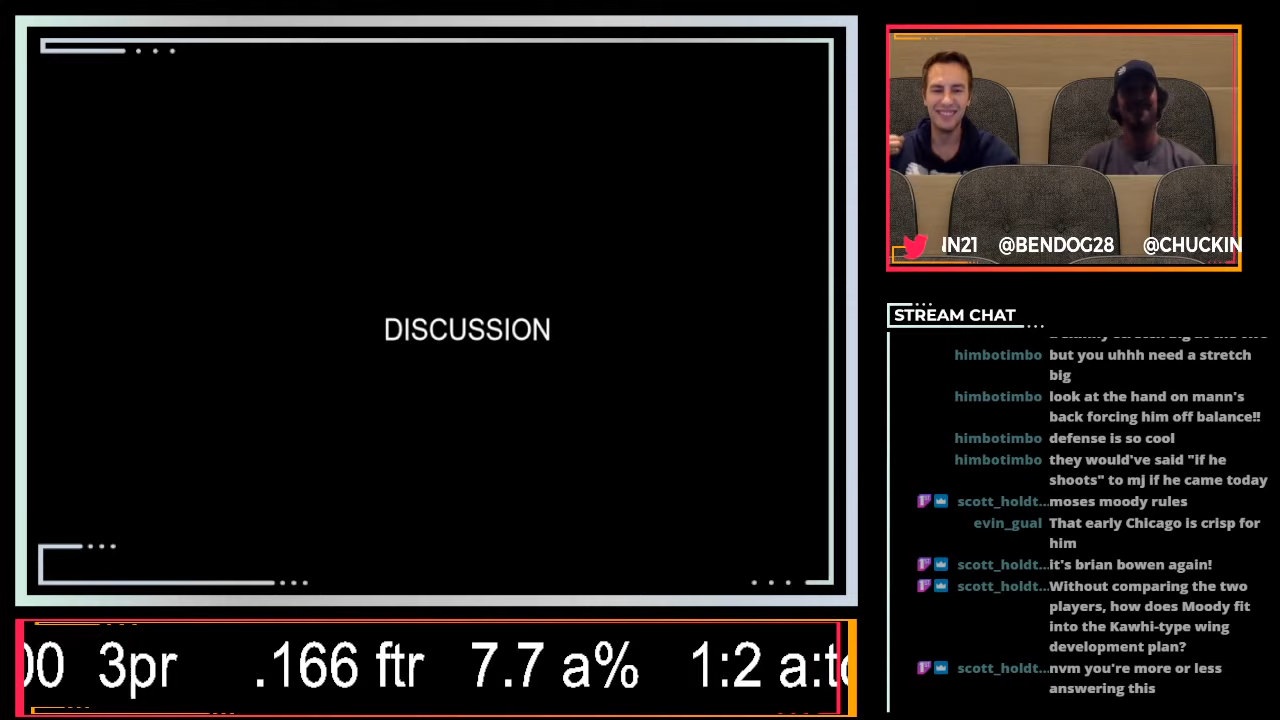 DISCUSSION
IN21 @BENDOG28 @CHUCKIN
STREAM CHAT
himbotimbo but you uhhh need a stretch
big
himbotimbo look at the hand on mann's
back forcing him off balance!!
himbotimbo defense is so cool
himbotimbo they would've said "if he
shoots" to mj if he came today
scott_holdt... moses moody rules
evin_gual That early Chicago is crisp for
him
scott_holdt... it's brian bowen again!
scott_holdt... Without comparing the two
players, how does Moody fit
into the Kawhi-type wing
development plan?
scott_holdt... nvm you're more or less
answering this
00 3pr .166 ftr 7.7 a% 1:2 a:to